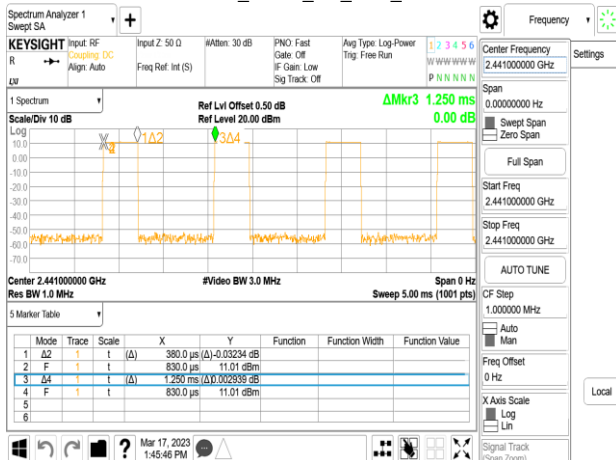 Spectrum Analyzer 1
Swept SA
Frequency
KEYSIGHT
R
Input: RF
Coupling: DC
Align: Auto
Input Z: 50 Ω
Freq Ref: Int (S)
#Atten: 30 dB
PNO: Fast
Gate: Off
IF Gain: Low
Sig Track: Off
Avg Type: Log-Power
Trig: Free Run
1 2 3 4 5 6
W W W W W W
P N N N N N
1 Spectrum
Scale/Div 10 dB
Ref Lvl Offset 0.50 dB
Ref Level 20.00 dBm
ΔMkr3 1.250 ms
0.00 dB
Log
10.0
0.00
-10.0
-20.0
-30.0
-40.0
-50.0
-60.0
-70.0
1Δ2
3Δ4
Center 2.441000000 GHz
Res BW 1.0 MHz
#Video BW 3.0 MHz
Span 0 Hz
Sweep 5.00 ms (1001 pts)
5 Marker Table
Mode Trace Scale X Y Function Function Width Function Value
1 Δ2 1 t (Δ) 380.0 µs (Δ) -0.03234 dB
2 F 1 t 830.0 µs 11.01 dBm
3 Δ4 1 t (Δ) 1.250 ms (Δ) 0.002939 dB
4 F 1 t 830.0 µs 11.01 dBm
5
6
Mar 17, 2023
1:45:46 PM
Center Frequency
2.441000000 GHz
Span
0.00000000 Hz
Swept Span
Zero Span
Full Span
Start Freq
2.441000000 GHz
Stop Freq
2.441000000 GHz
AUTO TUNE
CF Step
1.000000 MHz
Auto
Man
Freq Offset
0 Hz
X Axis Scale
Log
Lin
Signal Track
(Span Zoom)
Settings
Local